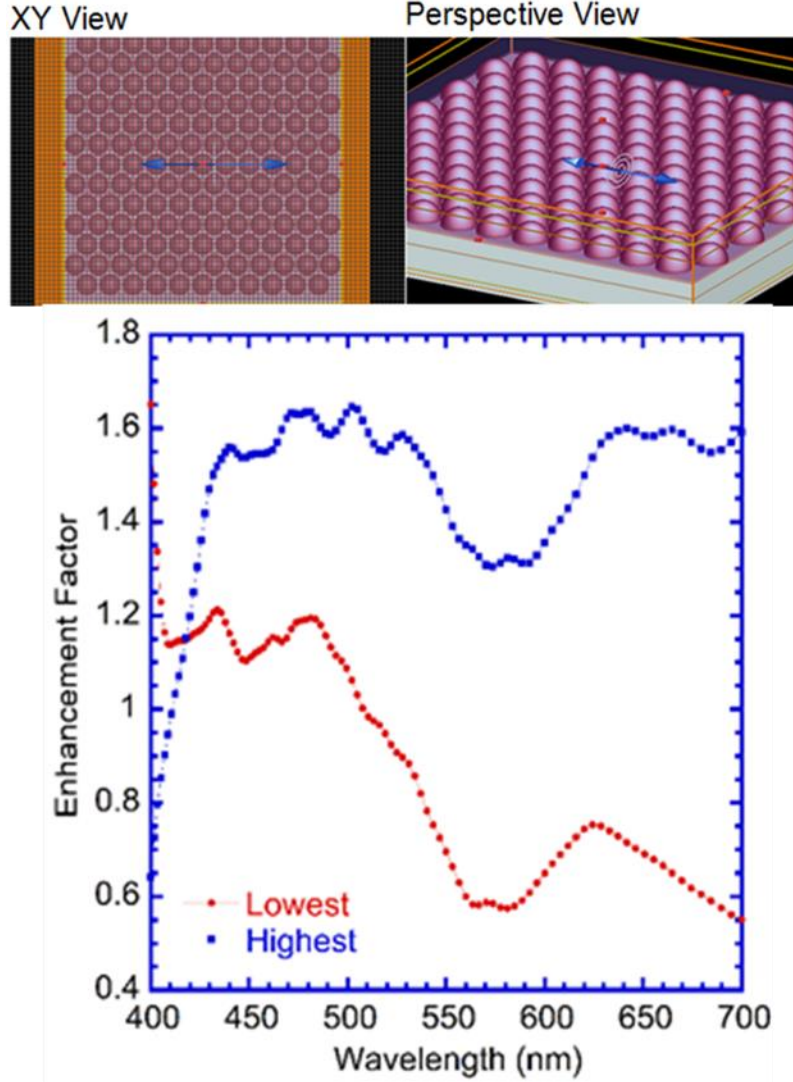 XY View
Perspective View
1.8
1.6
1.4
1.2
1
0.8
0.6
0.4
Enhancement Factor
Lowest
Highest
400 450 500 550 600 650 700
Wavelength (nm)